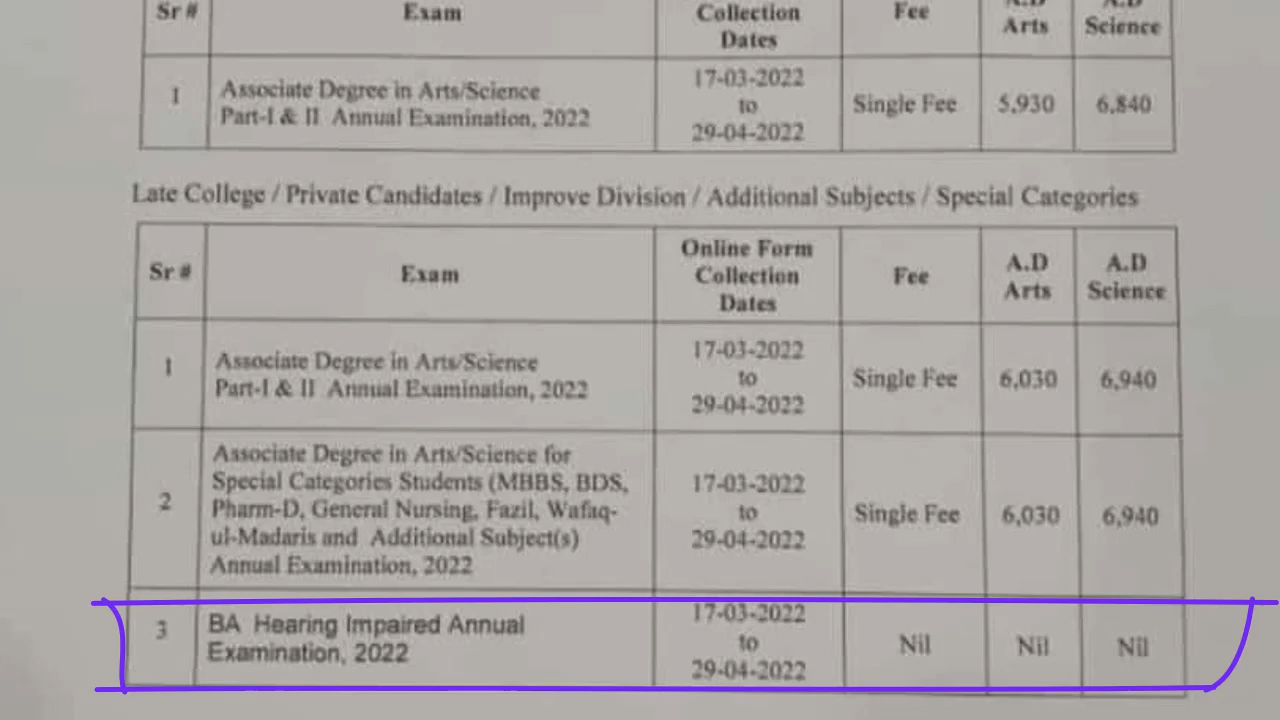 Sr # Exam Collection Dates Fee A.D Arts A.D Science
1 Associate Degree in Arts/Science Part-I & II Annual Examination, 2022 17-03-2022 to 29-04-2022 Single Fee 5,930 6,840
Late College / Private Candidates / Improve Division / Additional Subjects / Special Categories
Sr # Exam Online Form Collection Dates Fee A.D Arts A.D Science
1 Associate Degree in Arts/Science Part-I & II Annual Examination, 2022 17-03-2022 to 29-04-2022 Single Fee 6,030 6,940
2 Associate Degree in Arts/Science for Special Categories Students (MBBS, BDS, Pharm-D, General Nursing, Fazil, Wafaq-ul-Madaris and Additional Subject(s) Annual Examination, 2022 17-03-2022 to 29-04-2022 Single Fee 6,030 6,940
3 BA Hearing Impaired Annual Examination, 2022 17-03-2022 to 29-04-2022 Nil Nil Nil